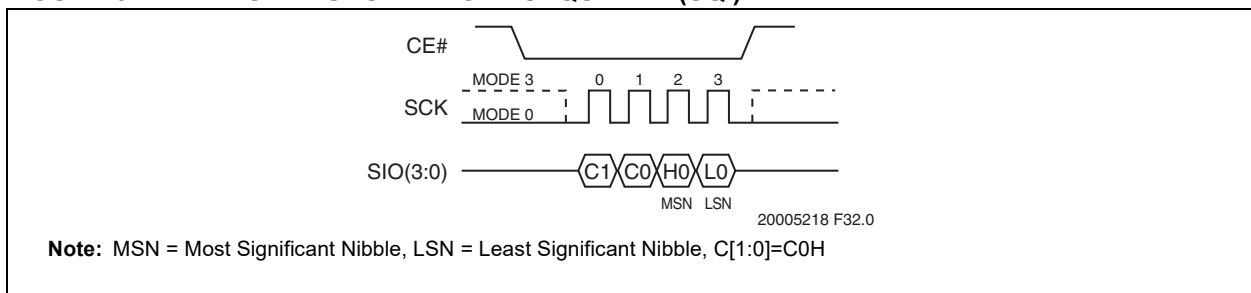 CE#
MODE 3 0 1 2 3
SCK
MODE 0
SIO(3:0) C1 C0 H0 L0
MSN LSN
20005218 F32.0
Note: MSN = Most Significant Nibble, LSN = Least Significant Nibble, C[1:0]=C0H